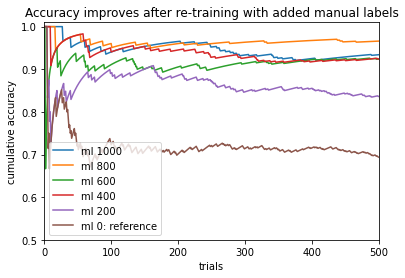 Accuracy improves after re-training with added manual labels
1.0
0.9
0.8
0.7
0.6
0.5
cumulative accuracy
ml 1000
ml 800
ml 600
ml 400
ml 200
ml 0: reference
0 100 200 300 400 500
trials